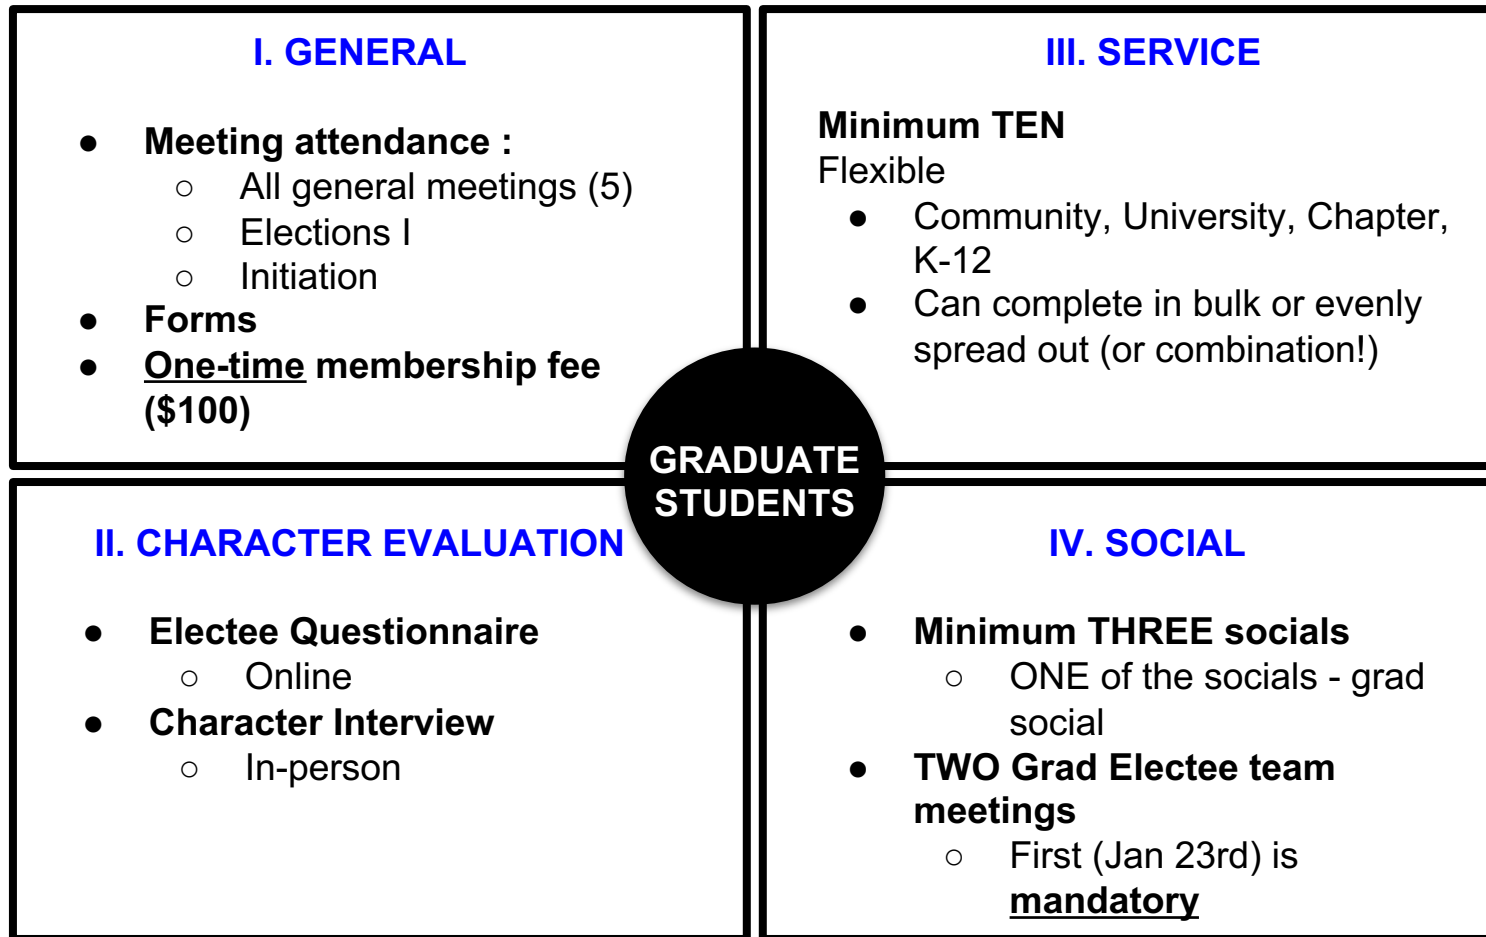 I. GENERAL
● Meeting attendance :
○ All general meetings (5)
○ Elections I
○ Initiation
● Forms
● One-time membership fee
($100)
II. CHARACTER EVALUATION
● Electee Questionnaire
○ Online
● Character Interview
○ In-person
GRADUATE
STUDENTS
III. SERVICE
Minimum TEN
Flexible
● Community, University, Chapter,
K-12
● Can complete in bulk or evenly
spread out (or combination!)
IV. SOCIAL
● Minimum THREE socials
○ ONE of the socials - grad
social
● TWO Grad Electee team
meetings
○ First (Jan 23rd) is
mandatory